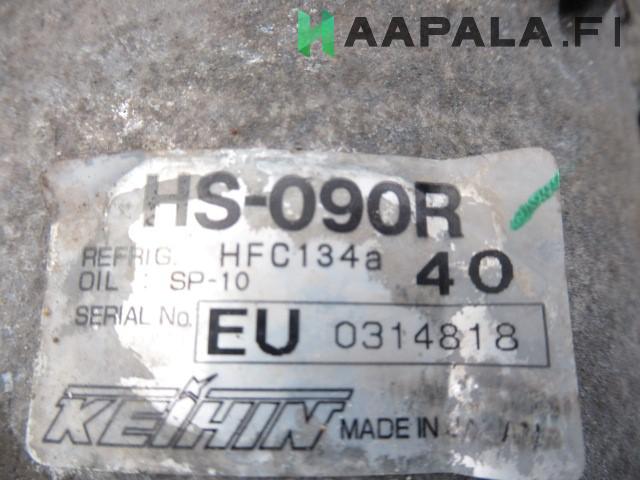 HAAPALA.FI
HS-090R
REFRIG. HFC134a 40
OIL : SP-10
SERIAL No. EU 0314818
KEIHIN MADE IN